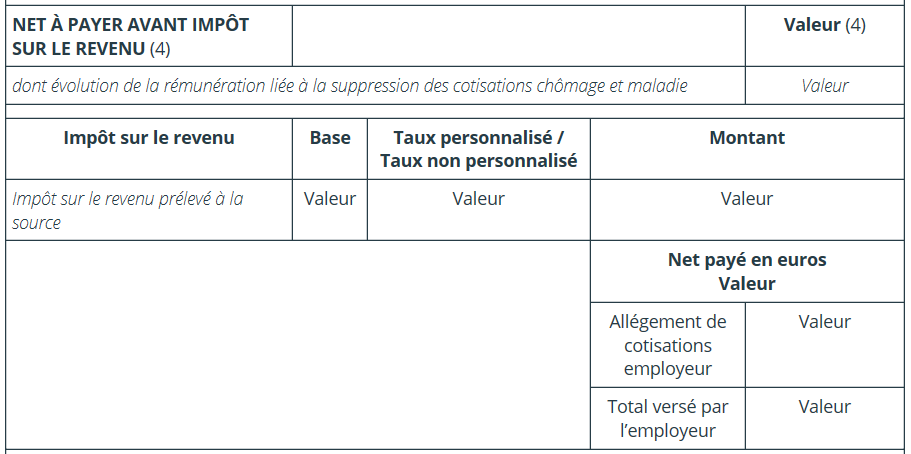 NET À PAYER AVANT IMPÔT
SUR LE REVENU (4)
Valeur (4)
dont évolution de la rémunération liée à la suppression des cotisations chômage et maladie
Valeur
Impôt sur le revenu
Base
Taux personnalisé /
Taux non personnalisé
Montant
Impôt sur le revenu prélevé à la
source
Valeur
Valeur
Valeur
Net payé en euros
Valeur
Allégement de
cotisations
employeur
Valeur
Total versé par
l’employeur
Valeur